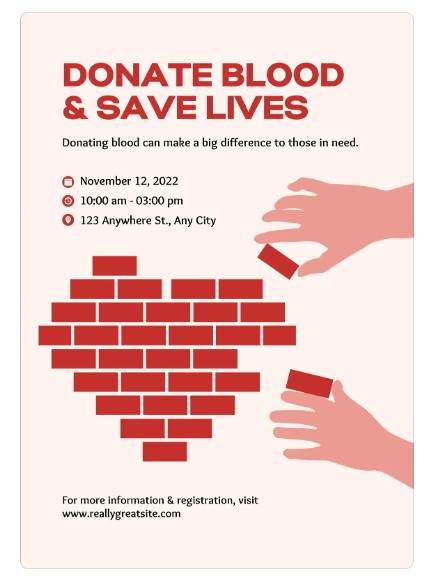 DONATE BLOOD
& SAVE LIVES
Donating blood can make a big difference to those in need.
November 12, 2022
10:00 am - 03:00 pm
123 Anywhere St., Any City
For more information & registration, visit
www.reallygreatsite.com